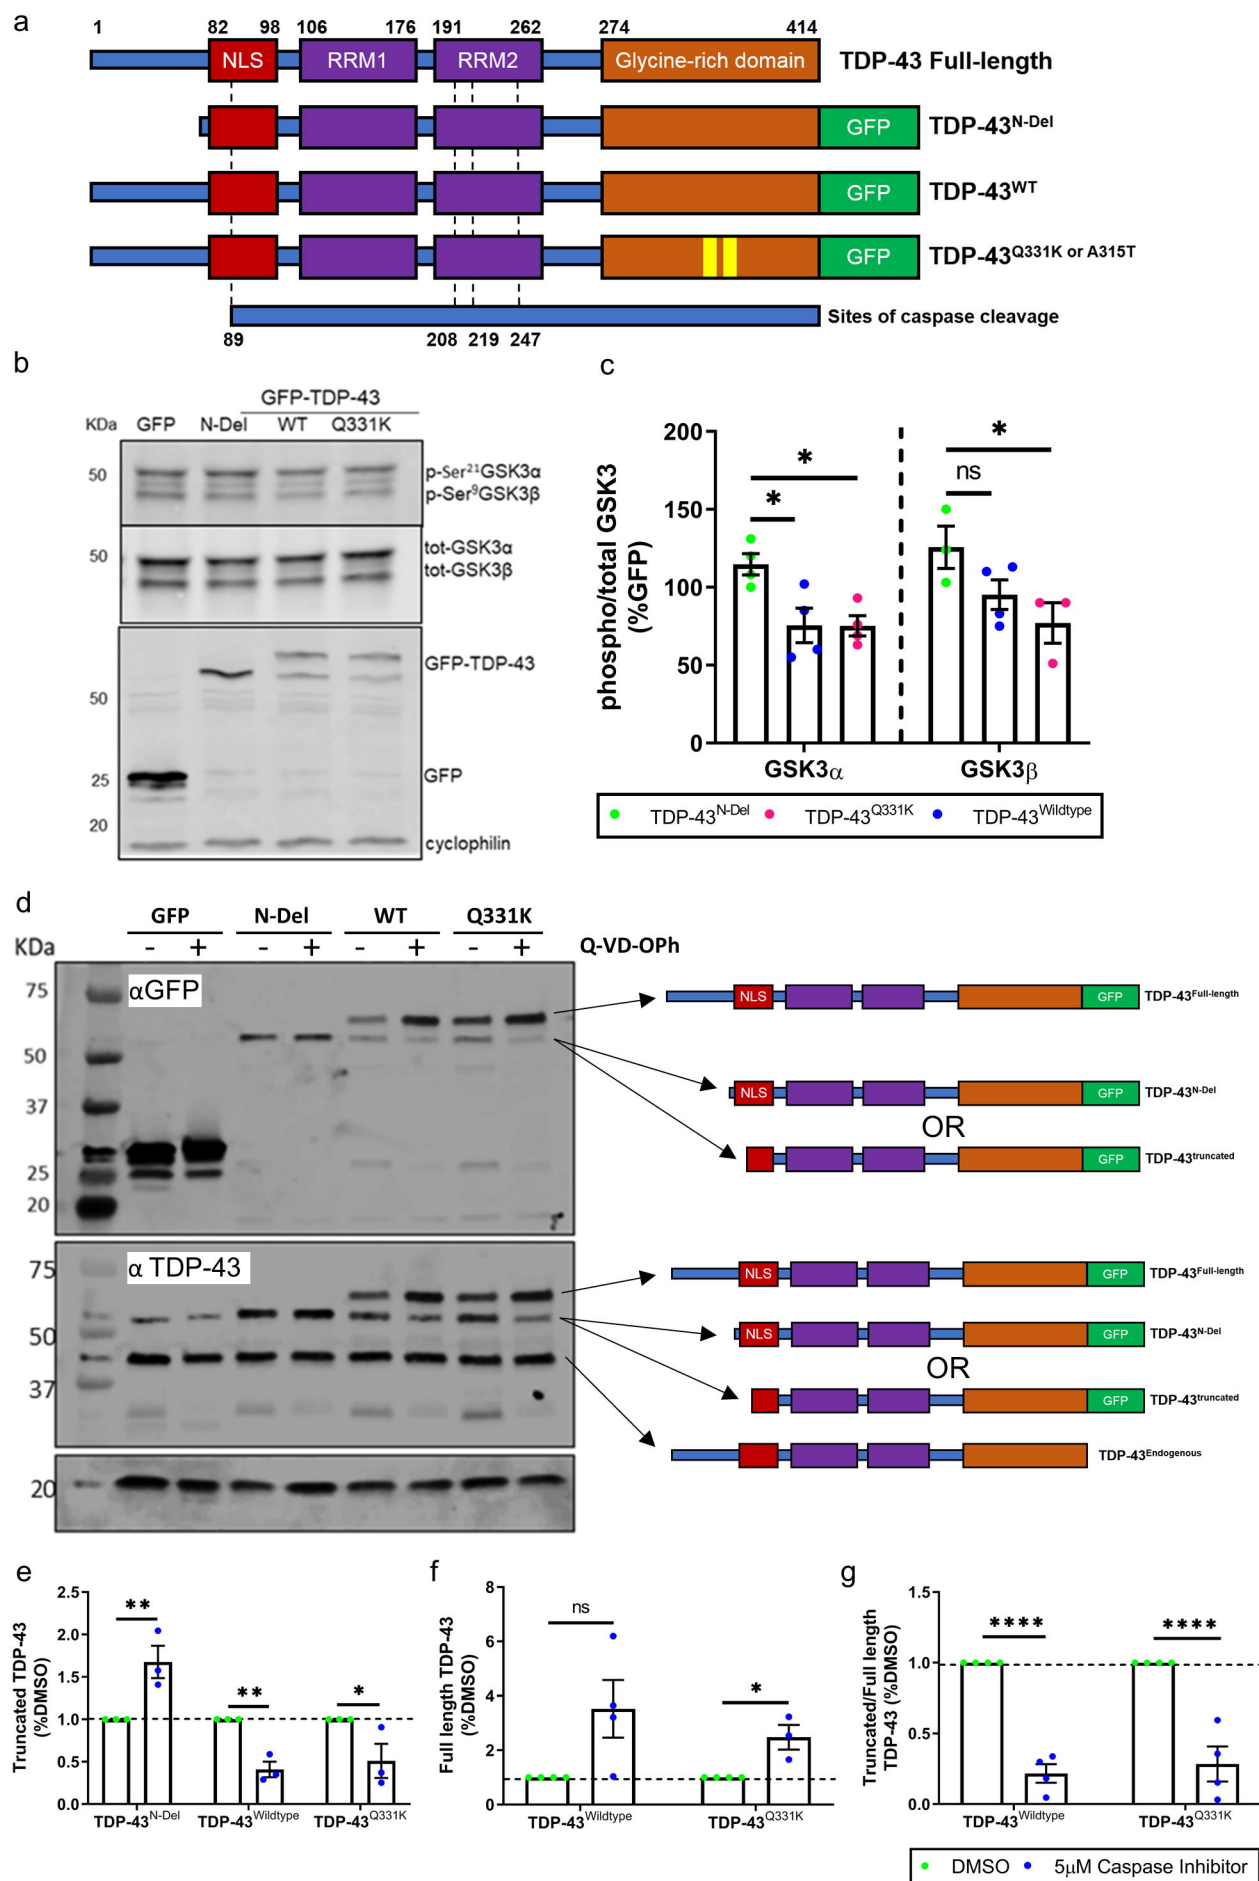 a
1 82 98 106 176 191 262 274 414
NLS RRM1 RRM2 Glycine-rich domain TDP-43 Full-length
GFP TDP-43N-Del
GFP TDP-43WT
GFP TDP-43Q331K or A315T
Sites of caspase cleavage
89 208 219 247
b
GFP-TDP-43
KDa GFP N-Del WT Q331K
50 p-Ser²¹GSK3α
p-Ser⁹GSK3β
50 tot-GSK3α
tot-GSK3β
GFP-TDP-43
50
25 GFP
20
cyclophilin
c
phospho/total GSK3
(%GFP)
200
150
100
50
0
* * ns *
GSK3α GSK3β
TDP-43N-Del TDP-43Q331K TDP-43Wildtype
d
GFP N-Del WT Q331K
KDa - + - + - + - + Q-VD-OPh
αGFP
75
50
37
25
20
NLS GFP TDP-43Full-length
NLS GFP TDP-43N-Del
OR
GFP TDP-43truncated
α TDP-43
75
50
37
20
NLS GFP TDP-43Full-length
NLS GFP TDP-43N-Del
OR
GFP TDP-43truncated
TDP-43Endogenous
e
Truncated TDP-43
(%DMSO)
2.5
2.0
1.5
1.0
0.5
0.0
** ** *
TDP-43N-Del TDP-43Wildtype TDP-43Q331K
f
Full length TDP-43
(%DMSO)
8
6
4
2
0
ns *
TDP-43Wildtype TDP-43Q331K
g
Truncated/Full length
TDP-43 (%DMSO)
1.5
1.0
0.5
0.0
**** ****
TDP-43Wildtype TDP-43Q331K
DMSO 5μM Caspase Inhibitor